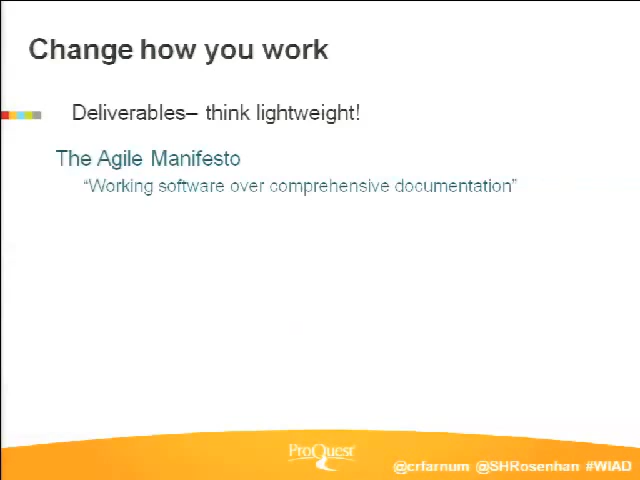 Change how you work
Deliverables– think lightweight!
The Agile Manifesto
“Working software over comprehensive documentation”
ProQuest
@crfarnum @SHRosenhan #WIAD